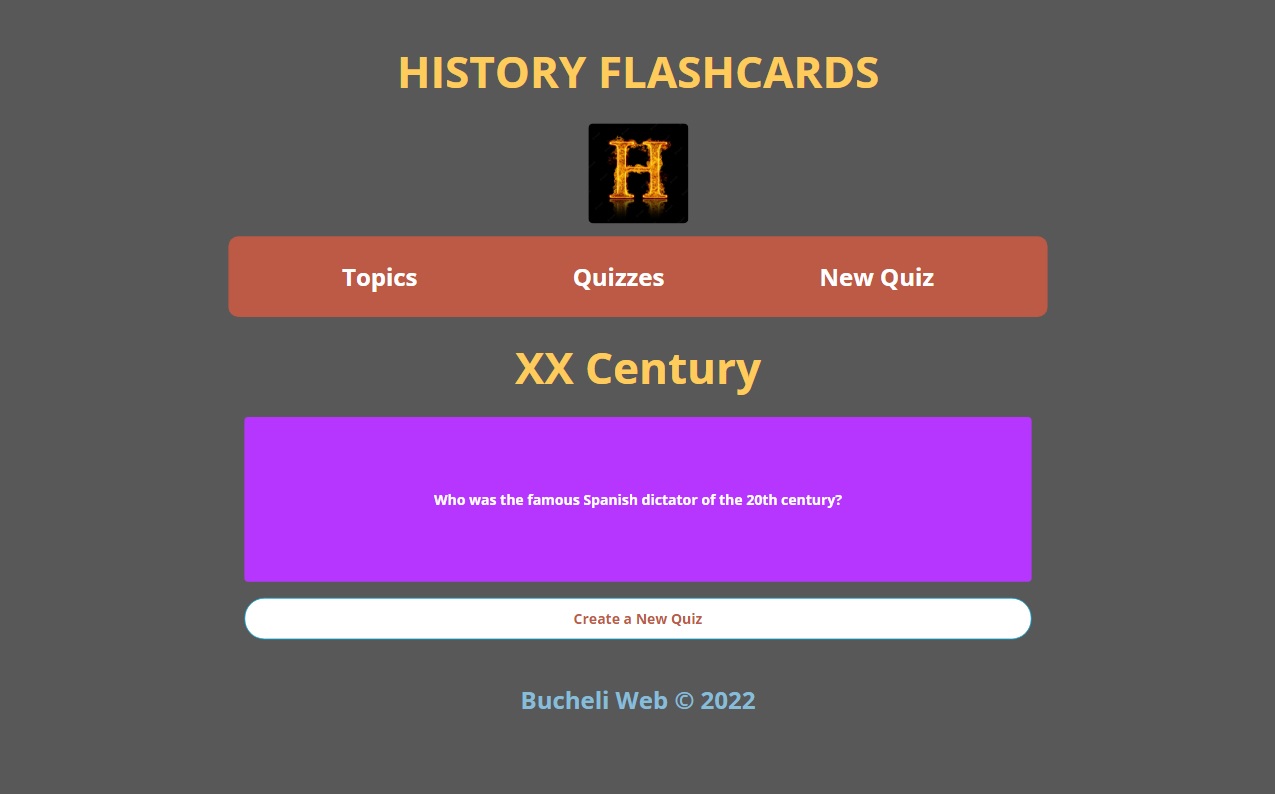 HISTORY FLASHCARDS
H
Topics Quizzes New Quiz
XX Century
Who was the famous Spanish dictator of the 20th century?
Create a New Quiz
Bucheli Web © 2022